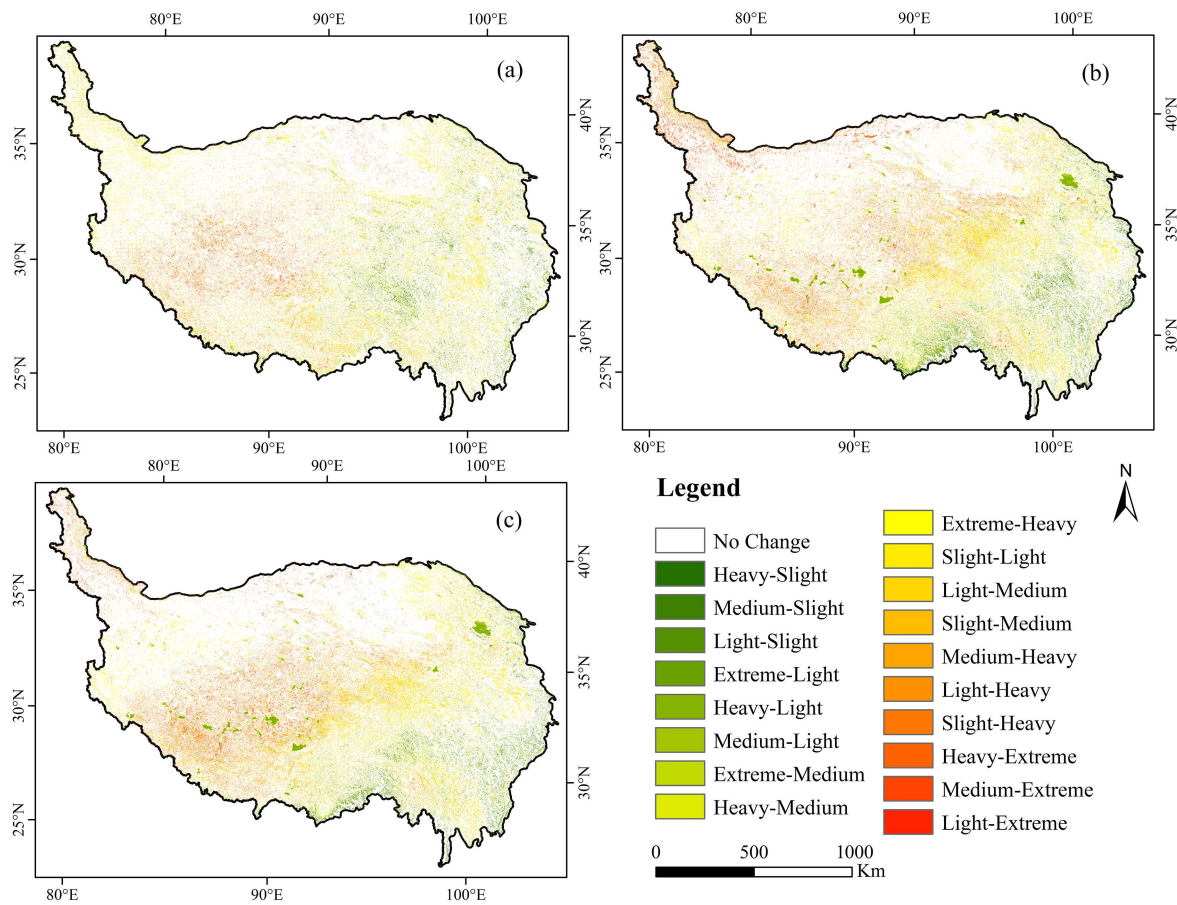 80°E 90°E 100°E
(a)
35°N 30°N 25°N
40°N 35°N 30°N
80°E 90°E 100°E
80°E 90°E 100°E
(b)
35°N 30°N 25°N
40°N 35°N 30°N
80°E 90°E 100°E
80°E 90°E 100°E
(c)
35°N 30°N 25°N
40°N 35°N 30°N
80°E 90°E 100°E
Legend
No Change
Heavy-Slight
Medium-Slight
Light-Slight
Extreme-Light
Heavy-Light
Medium-Light
Extreme-Medium
Heavy-Medium
Extreme-Heavy
Slight-Light
Light-Medium
Slight-Medium
Medium-Heavy
Light-Heavy
Slight-Heavy
Heavy-Extreme
Medium-Extreme
Light-Extreme
N
0 500 1000
Km